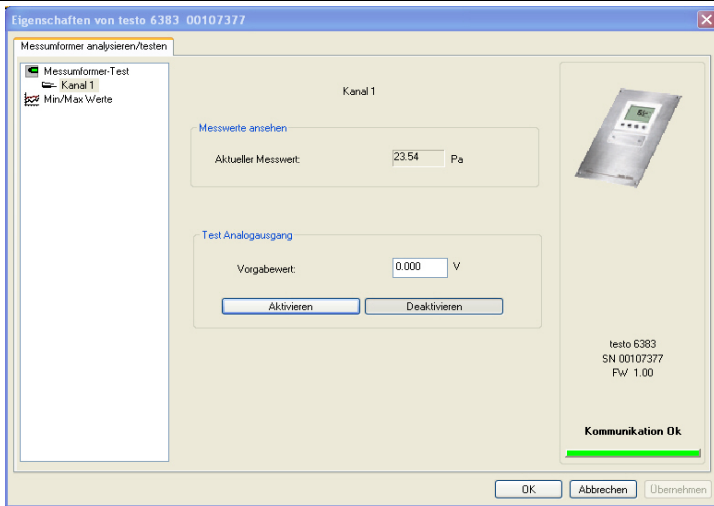 Eigenschaften von testo 6383 00107377
Messumformer analysieren/testen
Messumformer-Test
Kanal 1
Min/Max Werte
Kanal 1
Messwerte ansehen
Aktueller Messwert: 23.54 Pa
Test Analogausgang
Vorgabewert: 0.000 V
Aktivieren Deaktivieren
testo 6383
SN 00107377
FW 1.00
Kommunikation Ok
OK Abbrechen Übernehmen